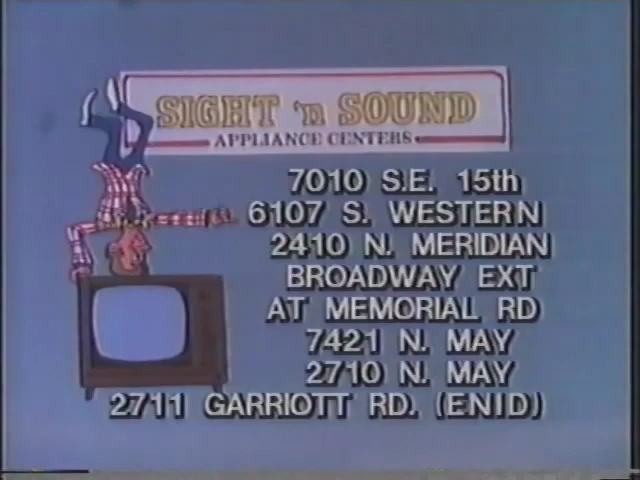 SIGHT 'n SOUND
APPLIANCE CENTERS
7010 S.E. 15th
6107 S. WESTERN
2410 N. MERIDIAN
BROADWAY EXT
AT MEMORIAL RD
7421 N. MAY
2710 N. MAY
2711 GARRIOTT RD. (ENID)